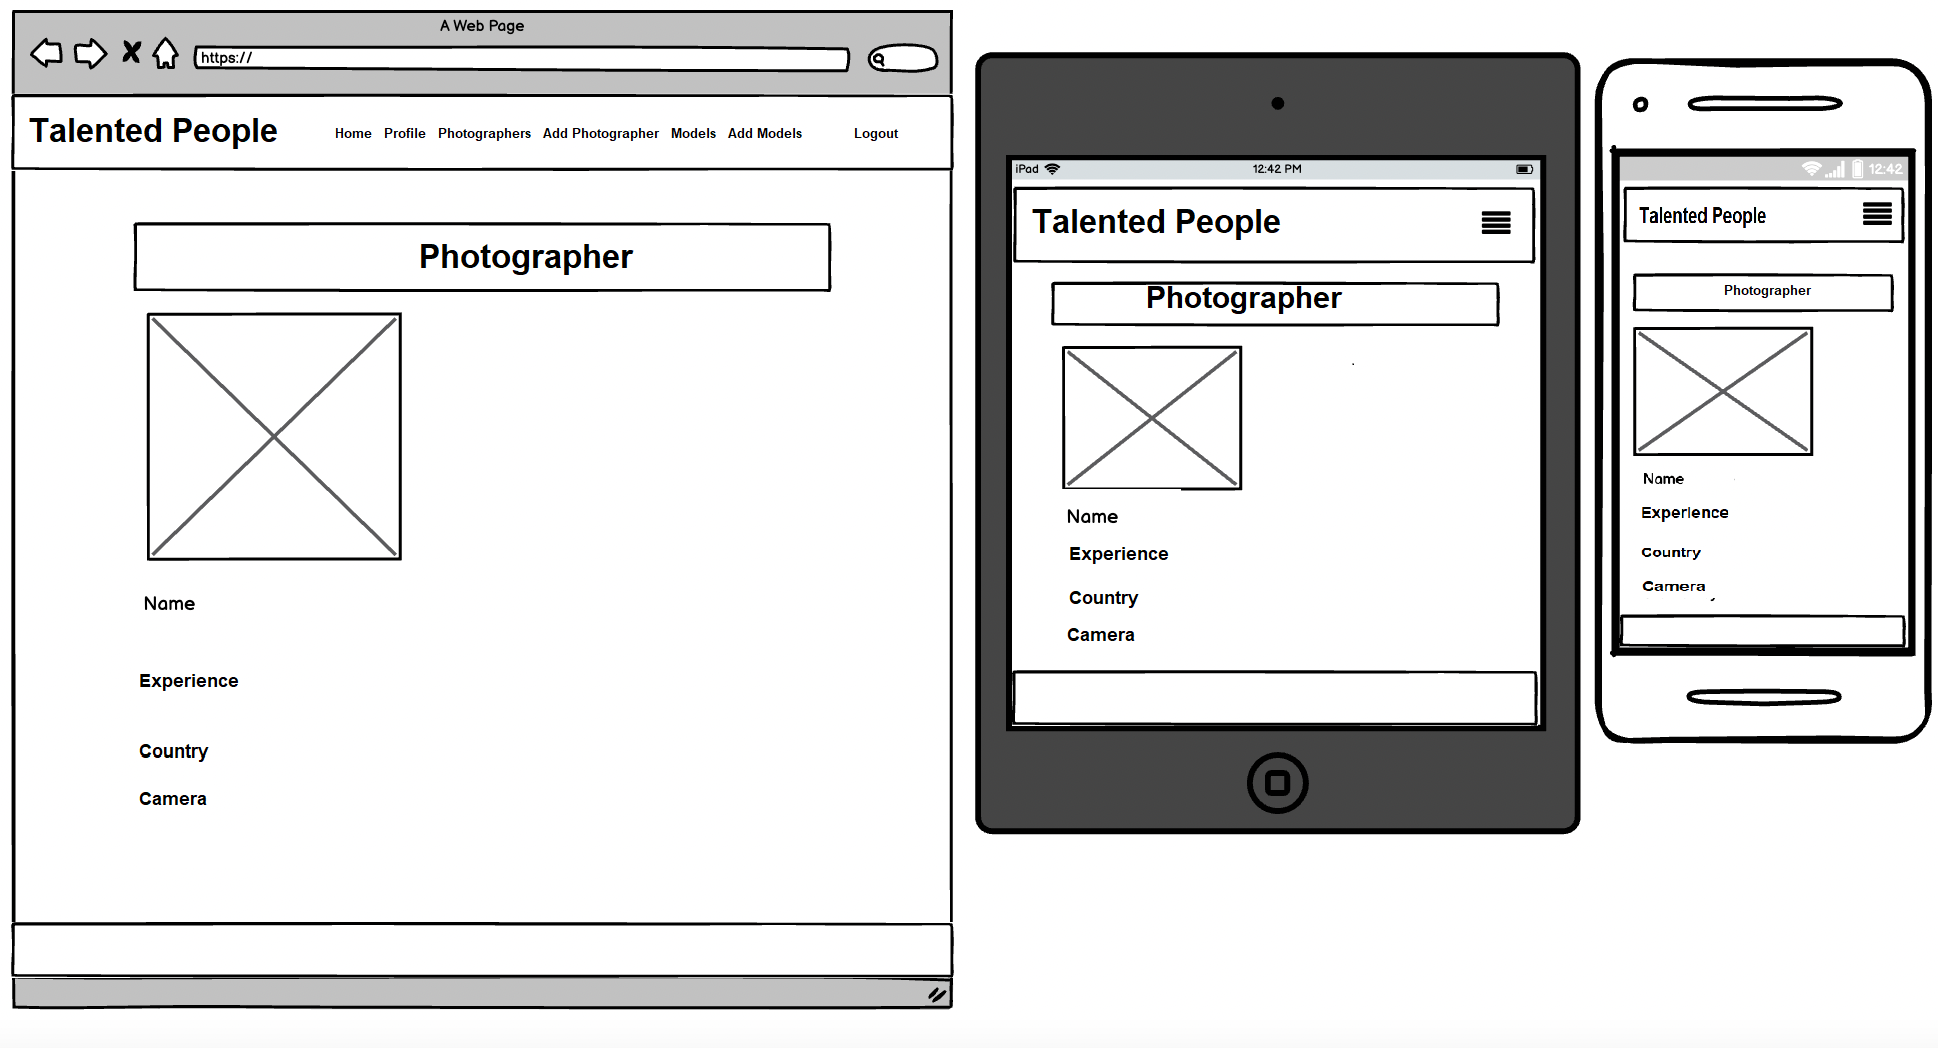 A Web Page
https://
Talented People
Home Profile Photographers Add Photographer Models Add Models Logout
Photographer
Name
Experience
Country
Camera
iPad 12:42 PM
Talented People
Photographer
Name
Experience
Country
Camera
12:42
Talented People
Photographer
Name
Experience
Country
Camera